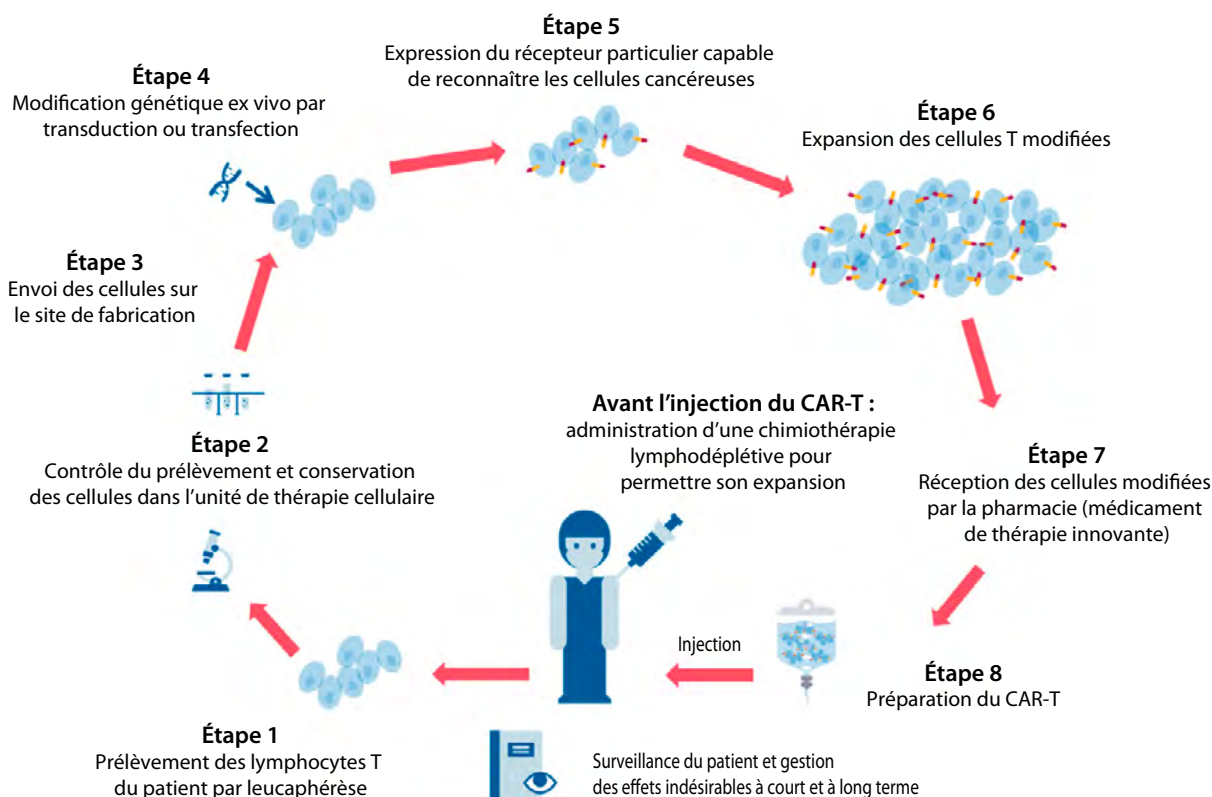 Étape 5
Expression du récepteur particulier capable
de reconnaître les cellules cancéreuses
Étape 4
Modification génétique ex vivo par
transduction ou transfection
Étape 6
Expansion des cellules T modifiées
Étape 3
Envoi des cellules sur
le site de fabrication
Avant l’injection du CAR-T :
administration d’une chimiothérapie
lymphodéplétive pour
permettre son expansion
Étape 2
Contrôle du prélèvement et conservation
des cellules dans l’unité de thérapie cellulaire
Étape 7
Réception des cellules modifiées
par la pharmacie (médicament
de thérapie innovante)
Injection
Étape 8
Préparation du CAR-T
Étape 1
Prélèvement des lymphocytes T
du patient par leucaphérèse
Surveillance du patient et gestion
des effets indésirables à court et à long terme